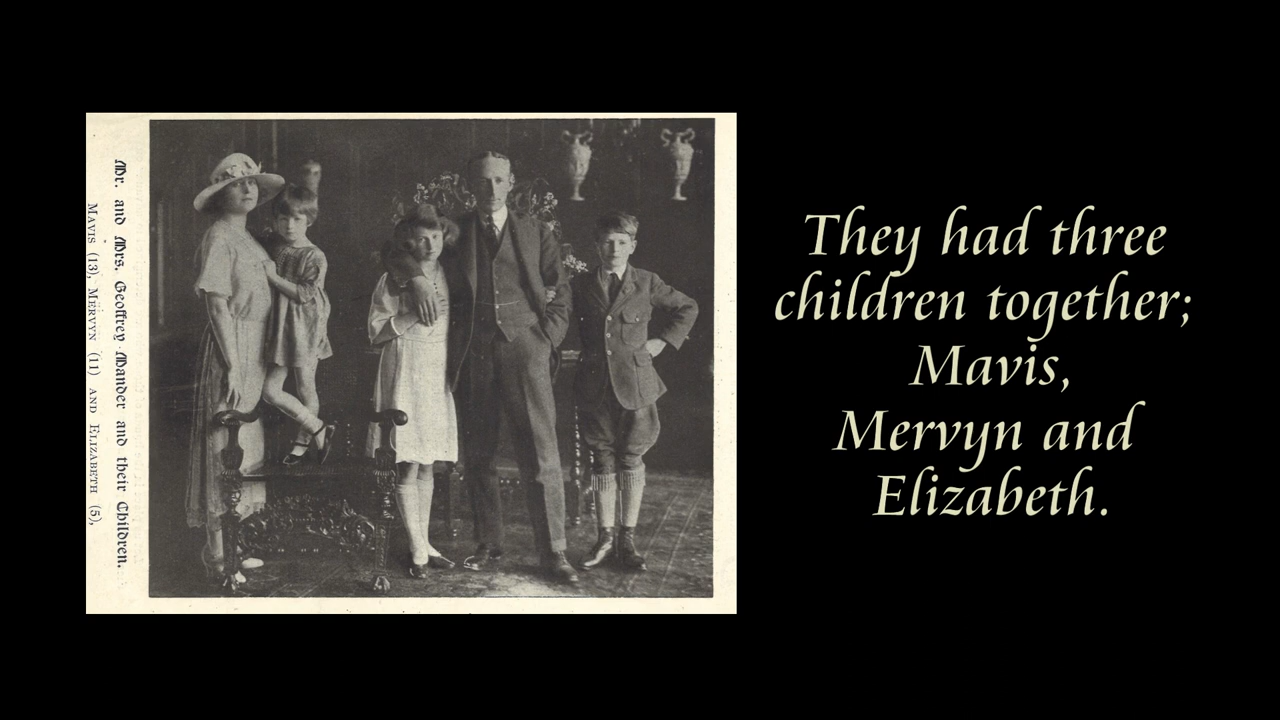 Mr. and Mrs. Geoffrey Mander and their Children.
MAVIS (13), MERVYN (11) AND ELIZABETH (5),
They had three
children together;
Mavis,
Mervyn and
Elizabeth.